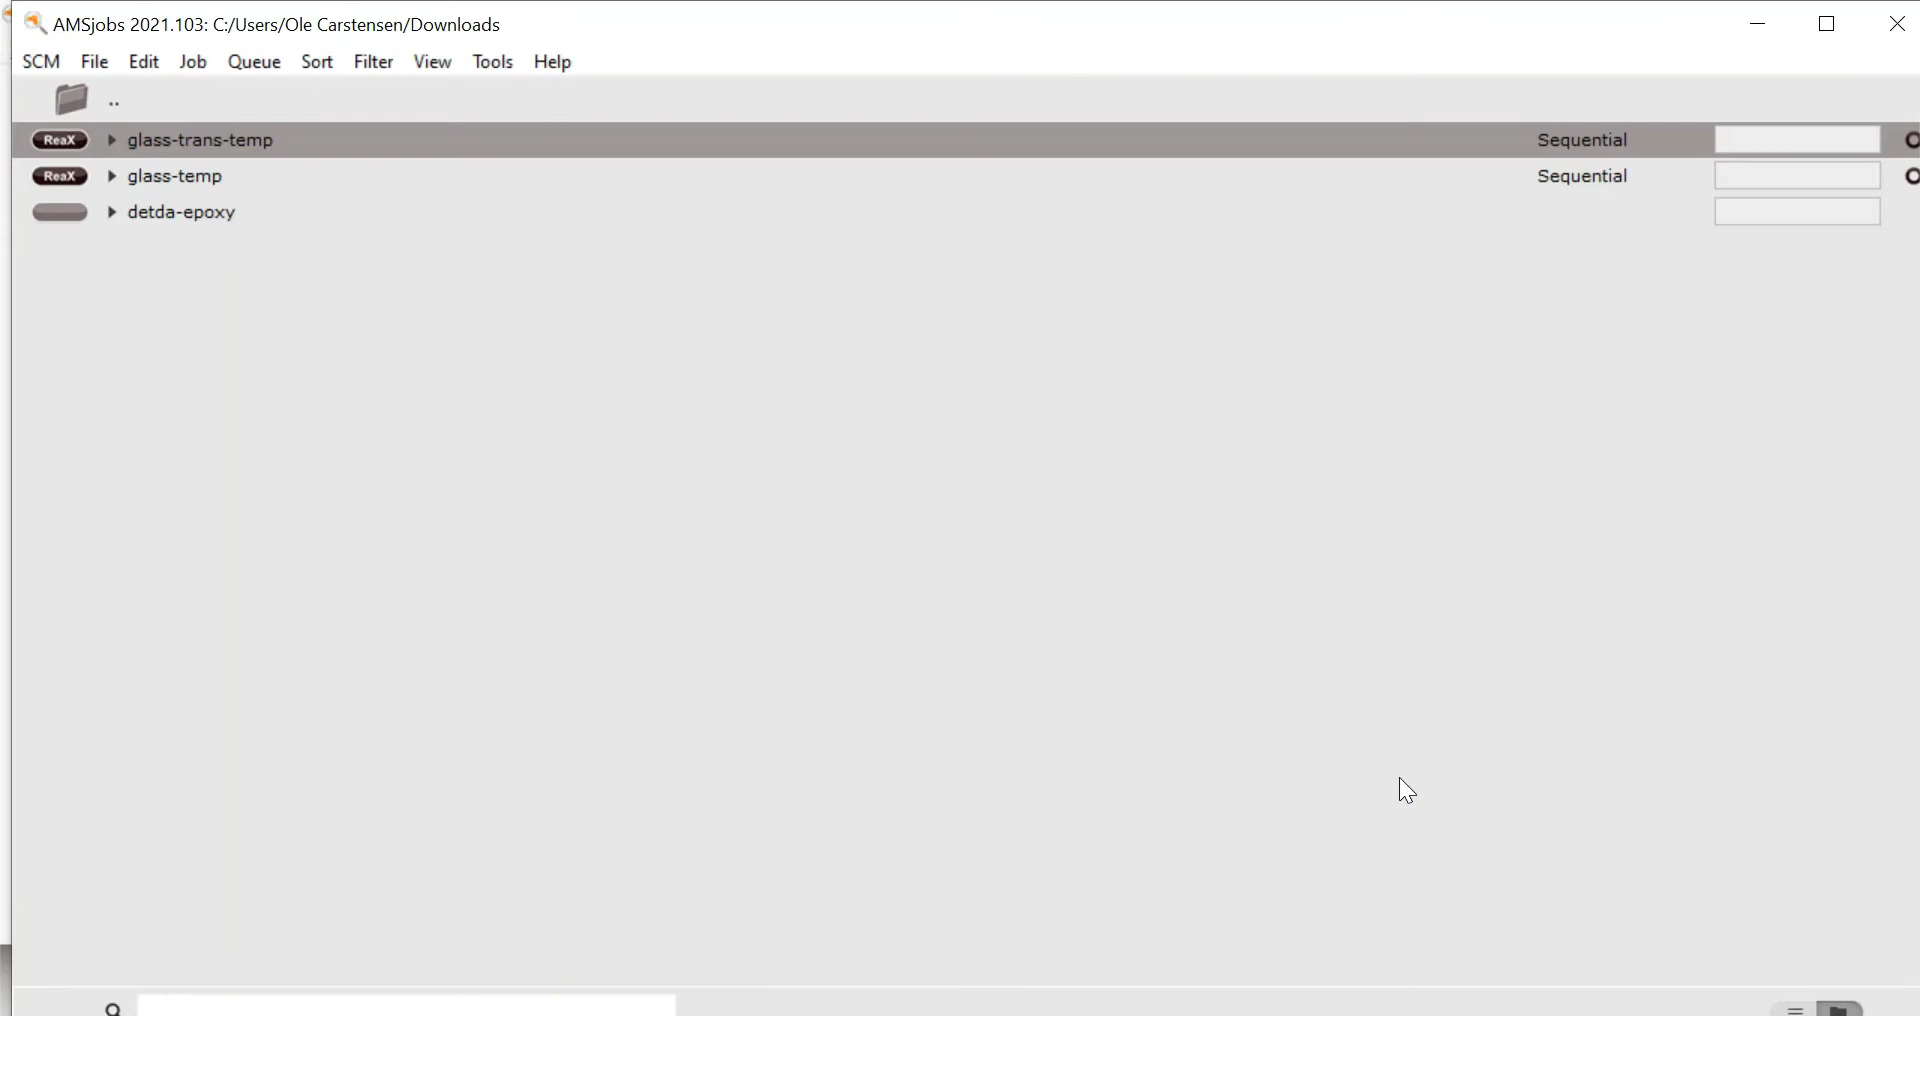 AMSjobs 2021.103: C:/Users/Ole Carstensen/Downloads
SCM File Edit Job Queue Sort Filter View Tools Help
..
ReaX glass-trans-temp Sequential
ReaX glass-temp Sequential
detda-epoxy